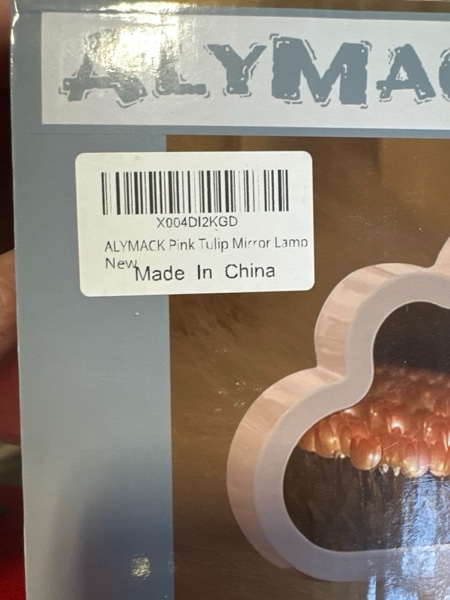 ALYMAC
X004DI2KGD
ALYMACK Pink Tulip Mirror Lamp
New
Made In China